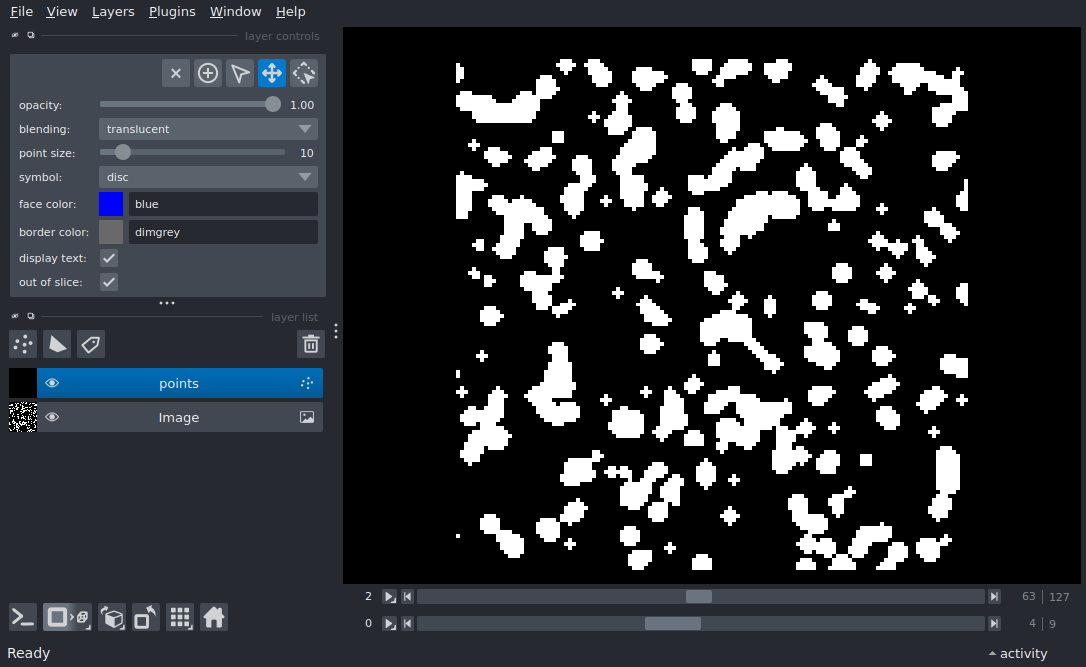 File View Layers Plugins Window Help
layer controls
opacity: 1.00
blending: translucent
point size: 10
symbol: disc
face color: blue
border color: dimgrey
display text:
out of slice:
layer list
points
Image
2 63 127
0 4 9
Ready activity